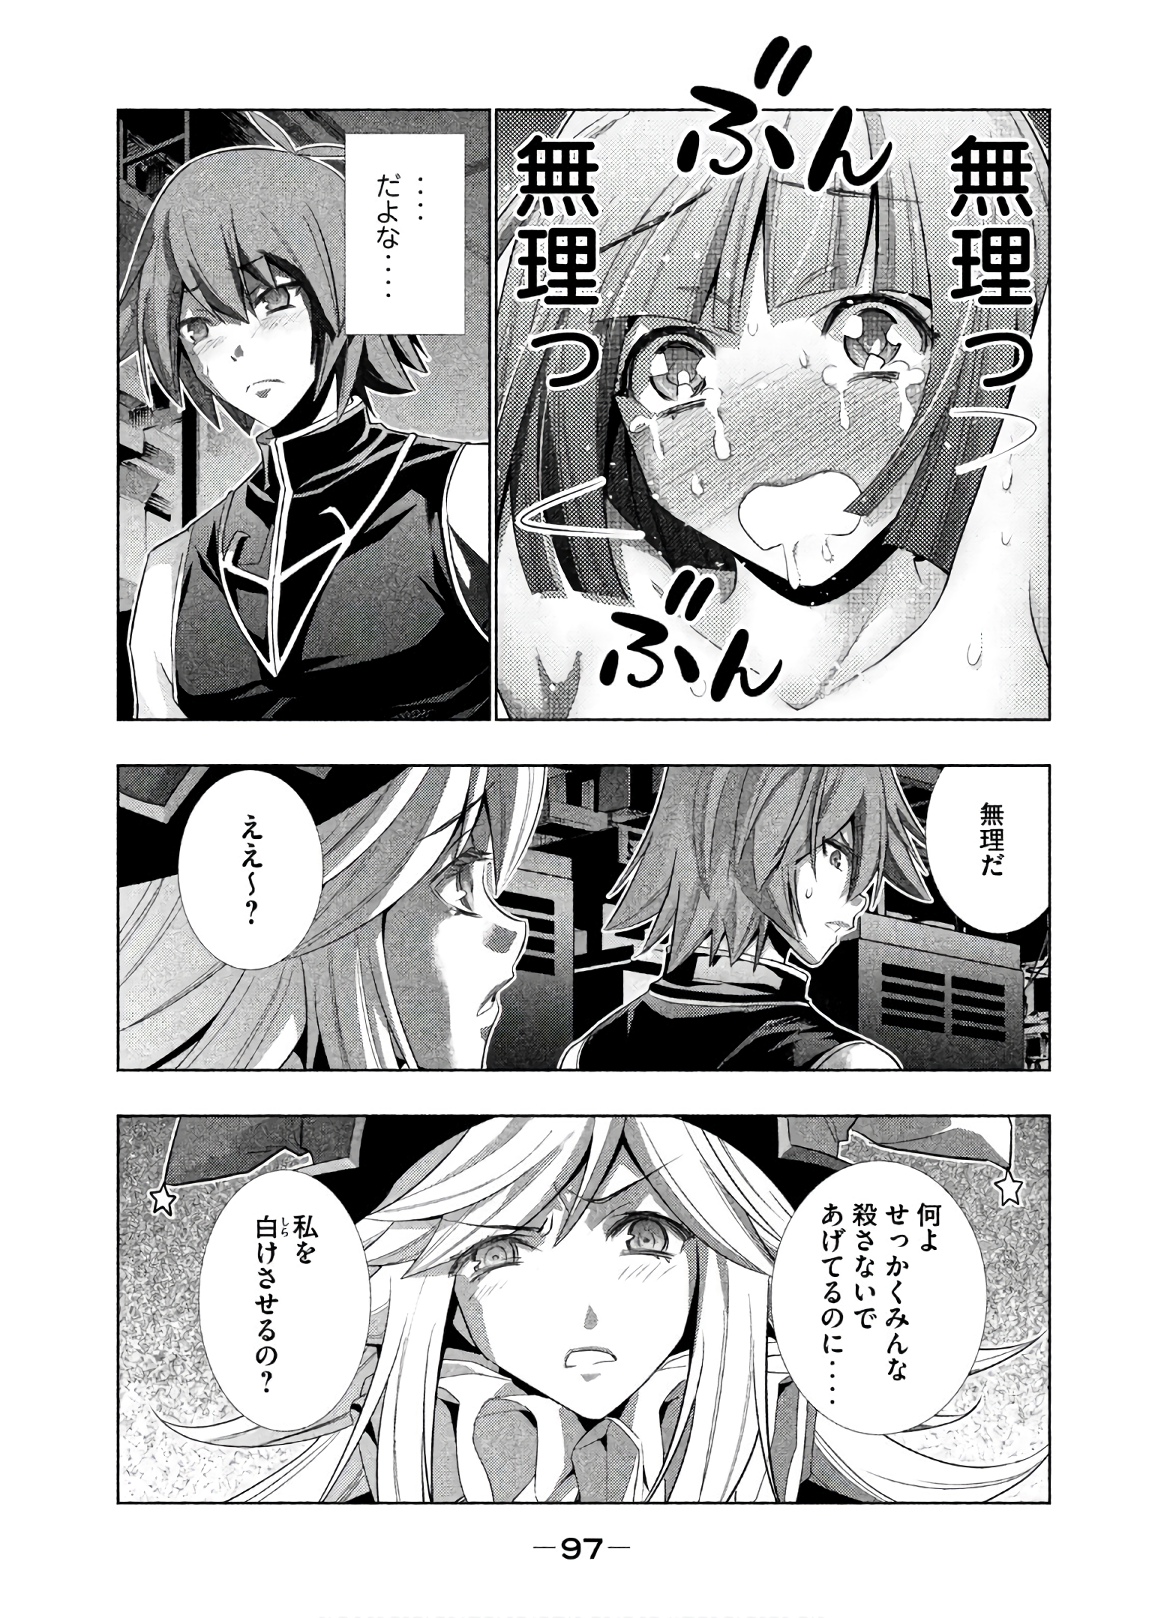 ぶん
無理っ
無理っ
ぶん
‥‥
だよな‥‥
無理だ
ええ～？
何よ
せっかくみんな
殺さないで
あげてるのに‥‥‥
私を
白けさせるの？
しら
－97－